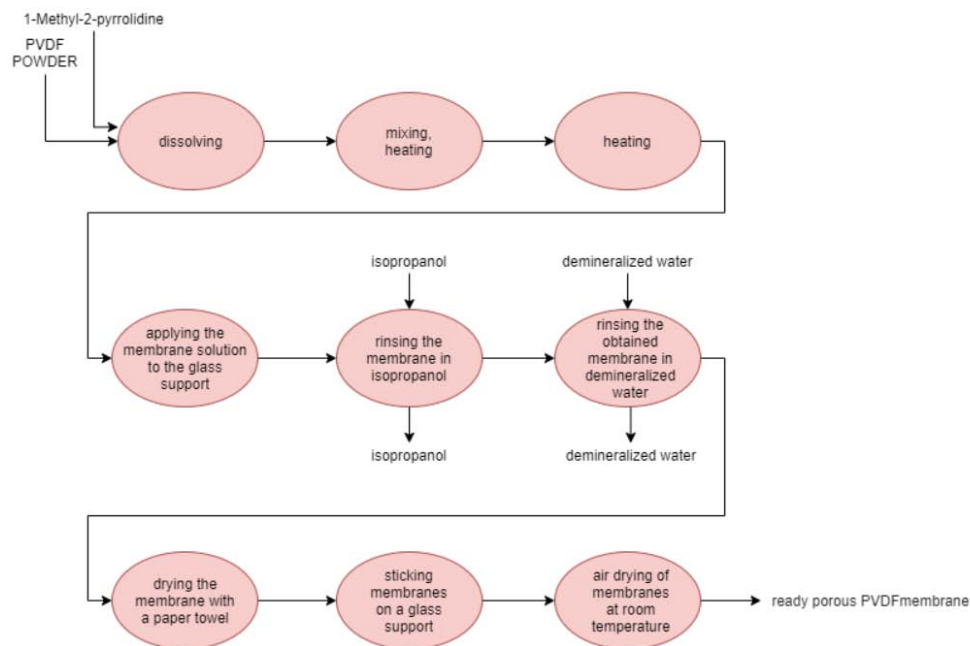 1-Methyl-2-pyrrolidine
PVDF
POWDER
dissolving
mixing,
heating
heating
isopropanol
demineralized water
applying the
membrane solution
to the glass
support
rinsing the
membrane in
isopropanol
rinsing the
obtained
membrane in
demineralized
water
isopropanol
demineralized water
drying the
membrane with
a paper towel
sticking
membranes
on a glass
support
air drying of
membranes
at room
temperature
ready porous PVDFmembrane